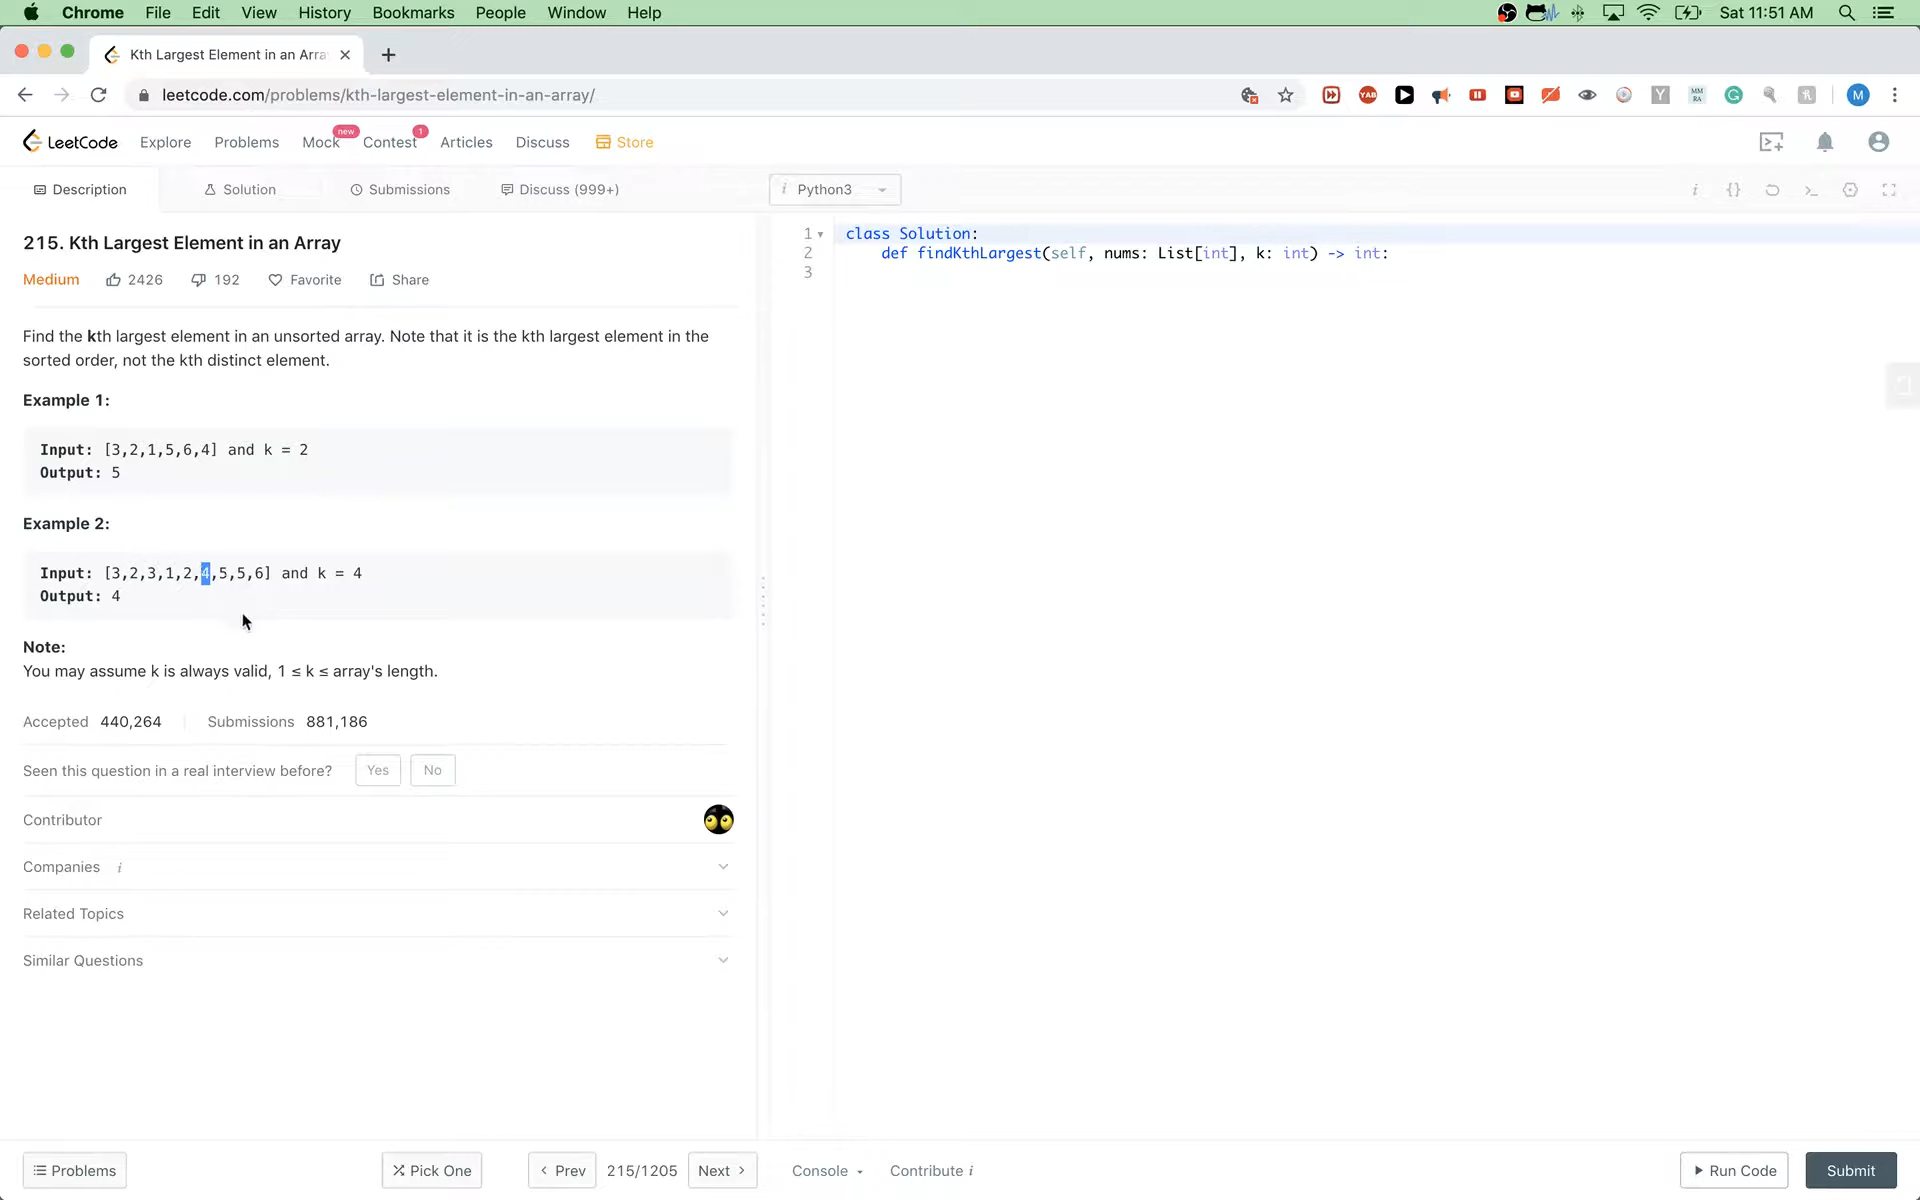 Chrome File Edit View History Bookmarks People Window Help Sat 11:51 AM
Kth Largest Element in an Arra
leetcode.com/problems/kth-largest-element-in-an-array/ YAB Y MM RA G M
LeetCode Explore Problems Mock new Contest 1 Articles Discuss Store
Description Solution Submissions Discuss (999+) i Python3 i {} >_
215. Kth Largest Element in an Array
Medium 2426 192 Favorite Share
Find the kth largest element in an unsorted array. Note that it is the kth largest element in the
sorted order, not the kth distinct element.
Example 1:
Input: [3,2,1,5,6,4] and k = 2
Output: 5
Example 2:
Input: [3,2,3,1,2,4,5,5,6] and k = 4
Output: 4
Note:
You may assume k is always valid, 1 ≤ k ≤ array's length.
Accepted 440,264 Submissions 881,186
Seen this question in a real interview before? Yes No
Contributor
Companies i
Related Topics
Similar Questions
1 class Solution:
2 def findKthLargest(self, nums: List[int], k: int) -> int:
3
Problems Pick One Prev 215/1205 Next Console Contribute i Run Code Submit